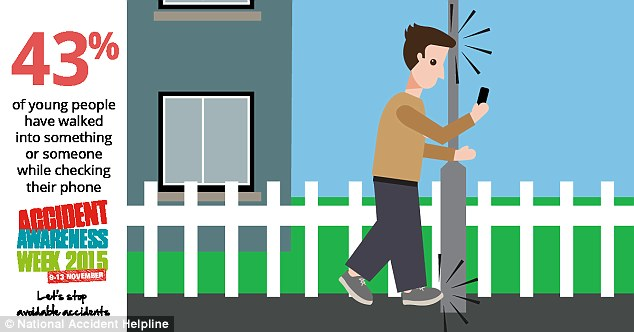 43%
of young people
have walked
into something
or someone
while checking
their phone
ACCIDENT
AWARENESS
WEEK 2015
9-13 NOVEMBER
Let's stop
avoidable accidents
© National Accident Helpline